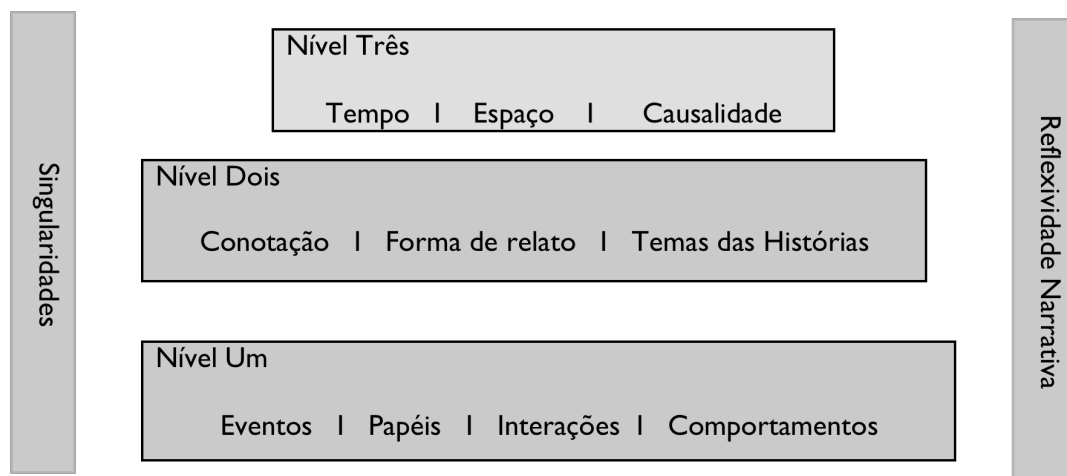 Singularidades
Nível Três
Tempo I Espaço I Causalidade
Nível Dois
Conotação I Forma de relato I Temas das Histórias
Nível Um
Eventos I Papéis I Interações I Comportamentos
Reflexividade Narrativa